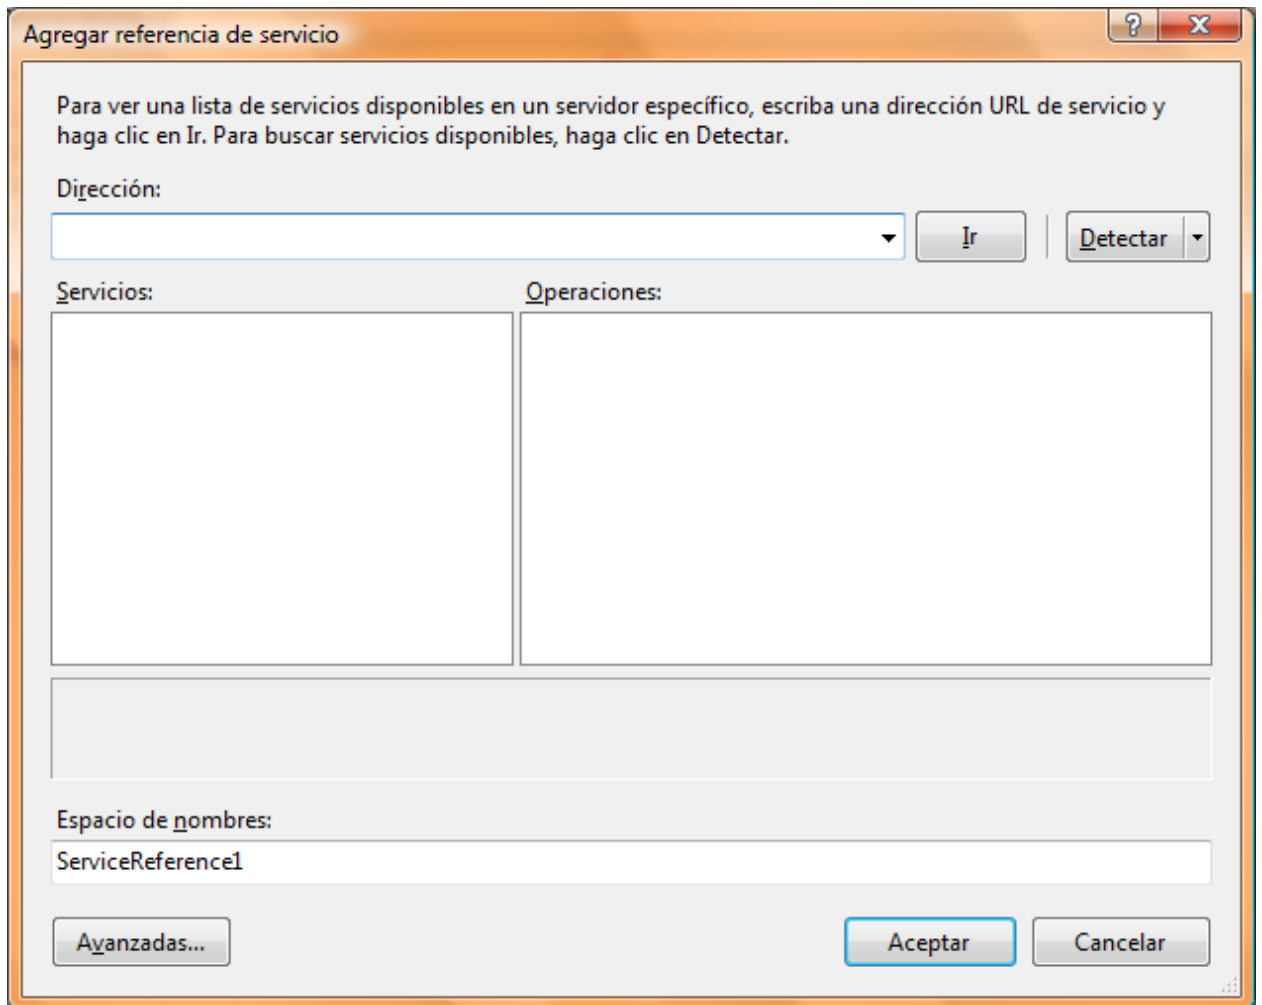 Agregar referencia de servicio
Para ver una lista de servicios disponibles en un servidor específico, escriba una dirección URL de servicio y
haga clic en Ir. Para buscar servicios disponibles, haga clic en Detectar.
Dirección:
Ir
Detectar
Servicios:
Operaciones:
Espacio de nombres:
ServiceReference1
Avanzadas...
Aceptar
Cancelar